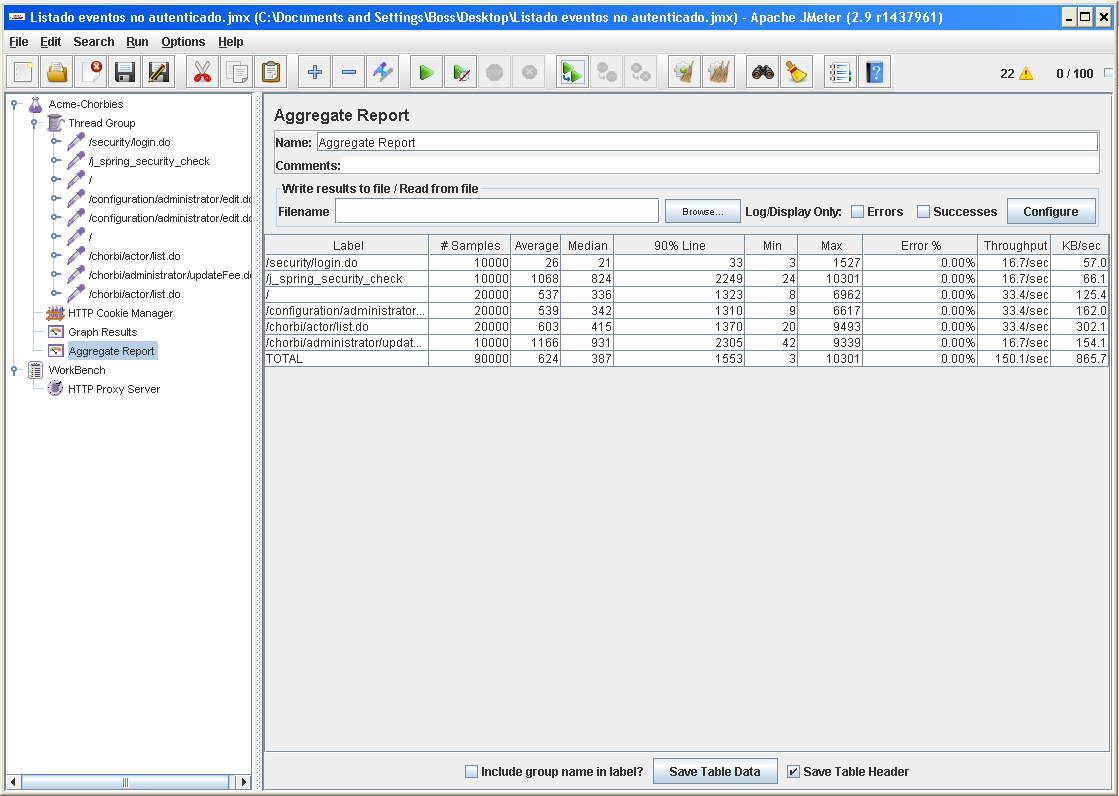 Listado eventos no autenticado.jmx (C:\Documents and Settings\Boss\Desktop\Listado eventos no autenticado.jmx) - Apache JMeter (2.9 r1437961)
File Edit Search Run Options Help
22 0 / 100
Acme-Chorbies
Thread Group
/security/login.do
/j_spring_security_check
/
/configuration/administrator/edit.do
/configuration/administrator/edit.do
/
/chorbi/actor/list.do
/chorbi/administrator/updateFee.do
/chorbi/actor/list.do
HTTP Cookie Manager
Graph Results
Aggregate Report
WorkBench
HTTP Proxy Server
Aggregate Report
Name: Aggregate Report
Comments:
Write results to file / Read from file
Filename Browse... Log/Display Only: Errors Successes Configure
Label # Samples Average Median 90% Line Min Max Error % Throughput KB/sec
/security/login.do 10000 26 21 33 3 1527 0.00% 16.7/sec 57.0
/j_spring_security_check 10000 1068 824 2249 24 10301 0.00% 16.7/sec 66.1
/ 20000 537 336 1323 8 6962 0.00% 33.4/sec 125.4
/configuration/administrator... 20000 539 342 1310 9 6617 0.00% 33.4/sec 162.0
/chorbi/actor/list.do 20000 603 415 1370 20 9493 0.00% 33.4/sec 302.1
/chorbi/administrator/updat... 10000 1166 931 2305 42 9339 0.00% 16.7/sec 154.1
TOTAL 90000 624 387 1553 3 10301 0.00% 150.1/sec 865.7
Include group name in label? Save Table Data Save Table Header